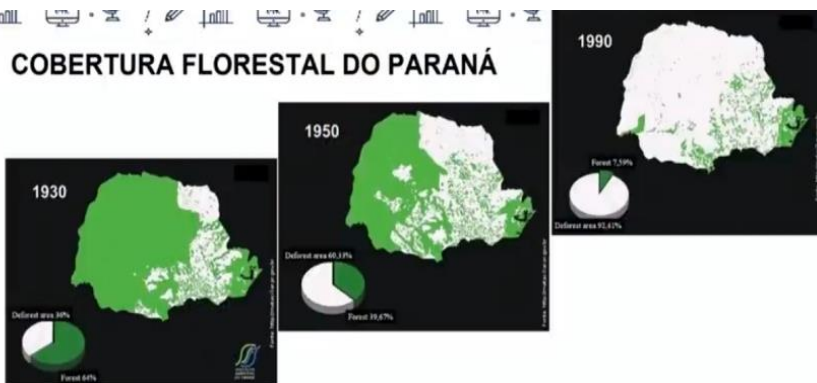 COBERTURA FLORESTAL DO PARANÁ
1930
Deforest area 36%
Forest 64%
1950
Deforest area 60,33%
Forest 39,67%
1990
Forest 7,59%
Deforest area 92,41%